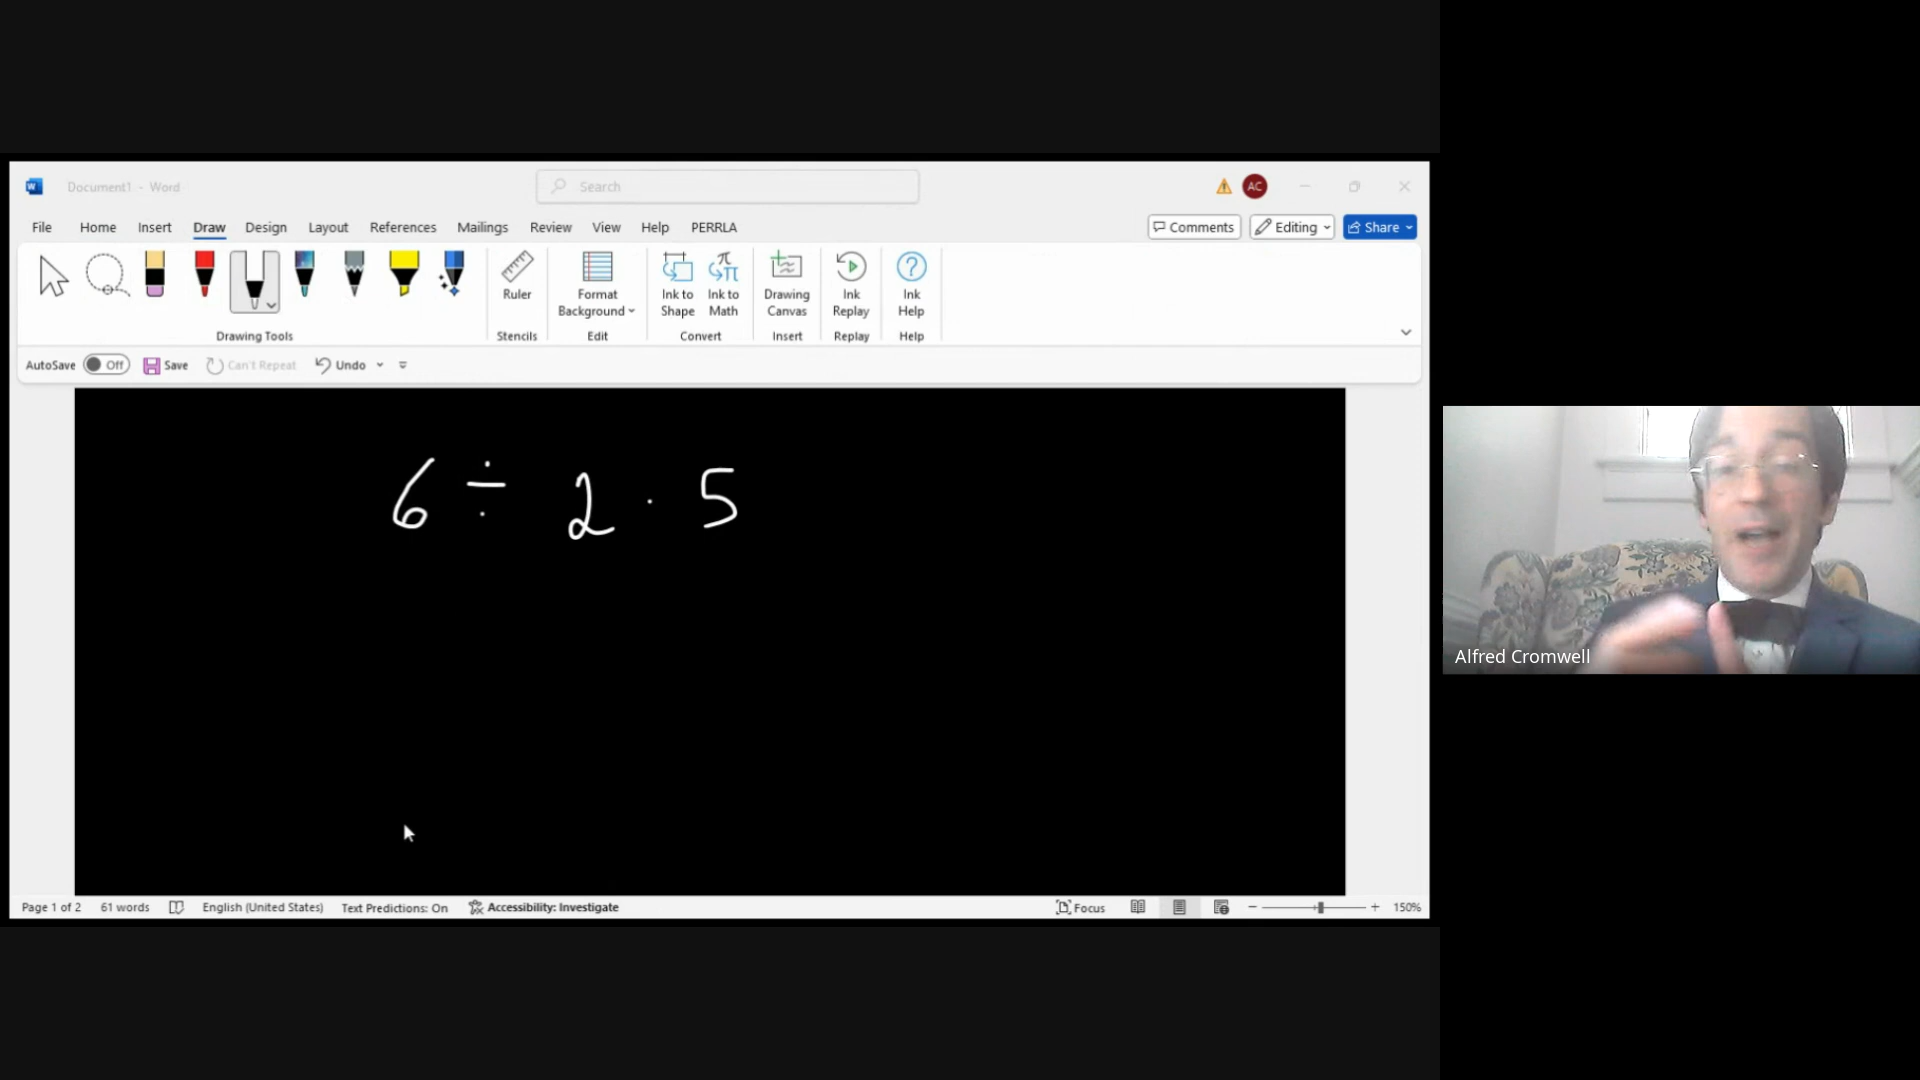 Document1 - Word
Search
AC
File Home Insert Draw Design Layout References Mailings Review View Help PERRLA
Comments Editing Share
Ruler
Format Background
Ink to Shape
Ink to Math
Drawing Canvas
Ink Replay
Ink Help
Drawing Tools Stencils Edit Convert Insert Replay Help
AutoSave Off Save Can't Repeat Undo
6 ÷ 2 · 5
Alfred Cromwell
Page 1 of 2 61 words English (United States) Text Predictions: On Accessibility: Investigate Focus 150%